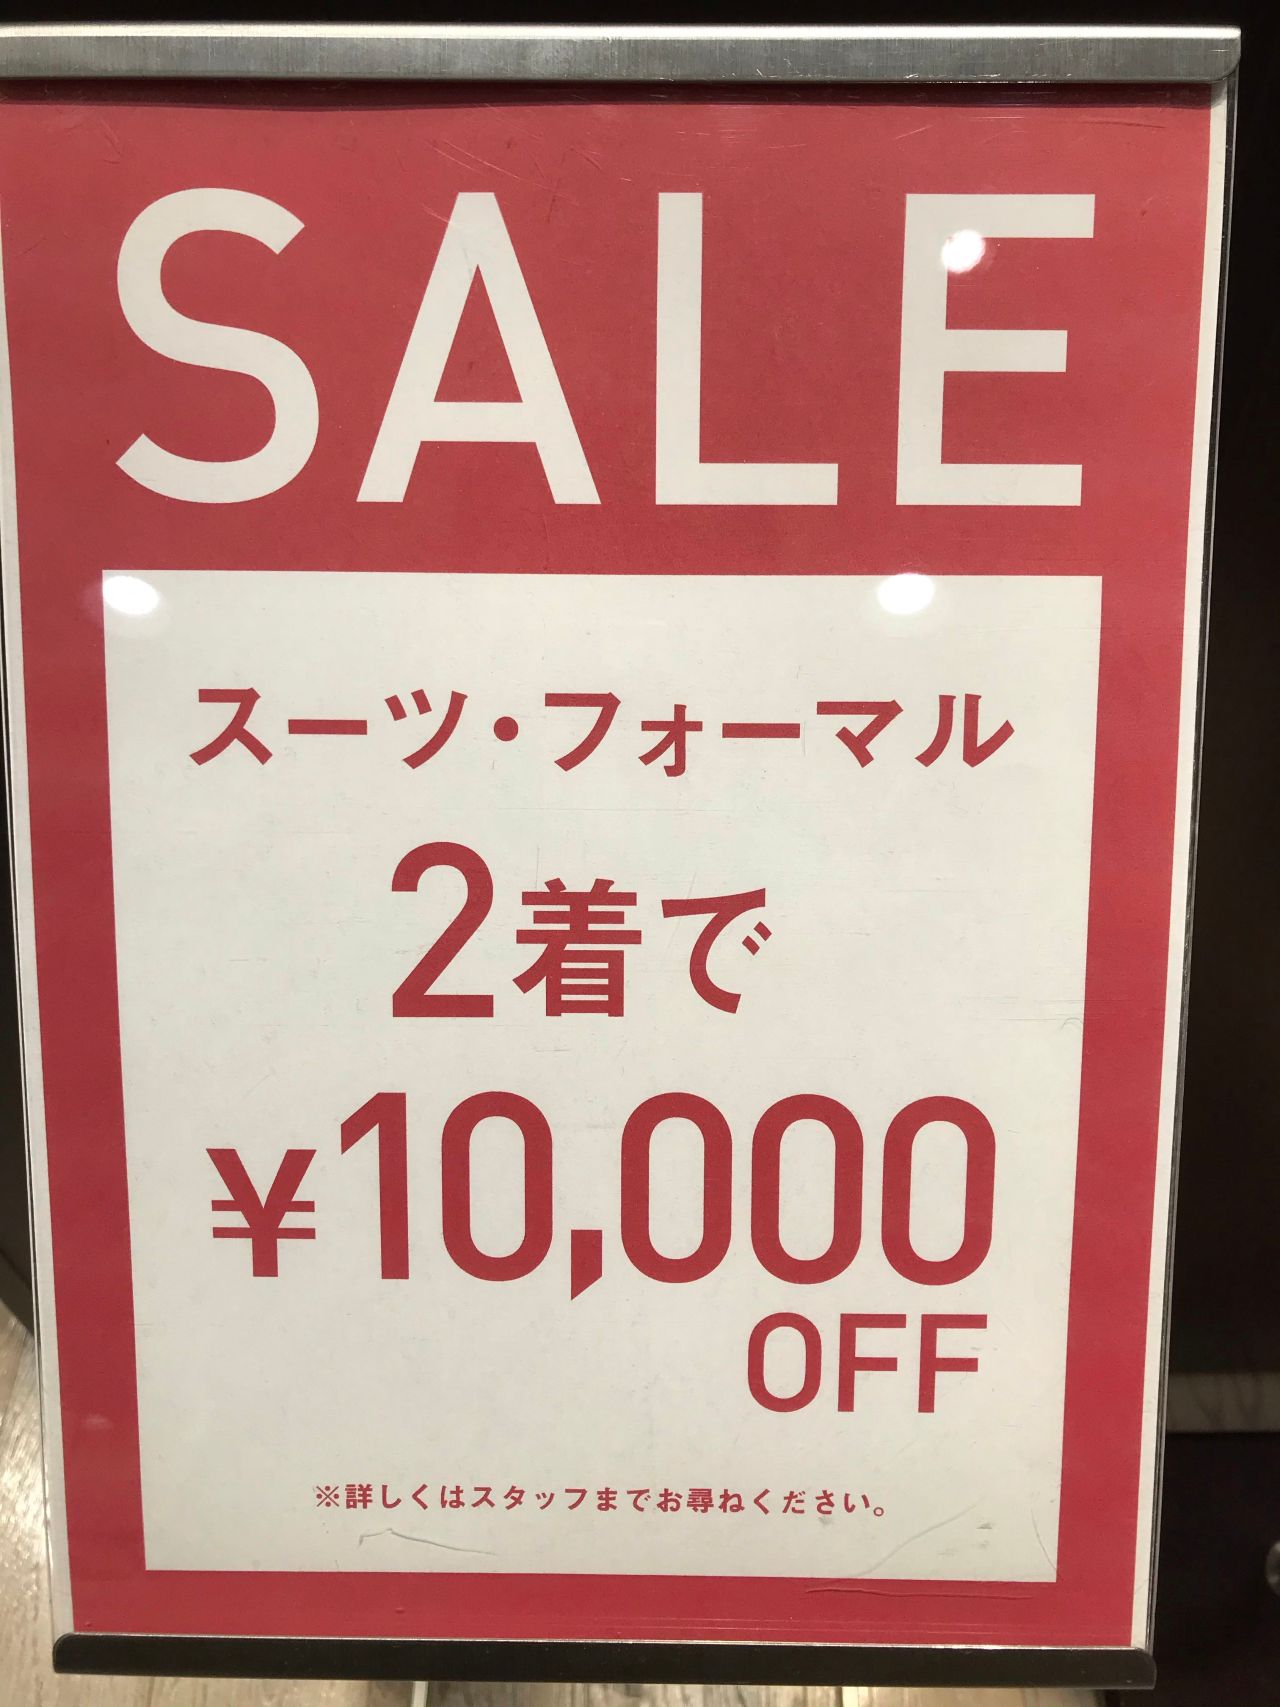 SALE
スーツ・フォーマル
2着で
¥10,000
OFF
※詳しくはスタッフまでお尋ねください。